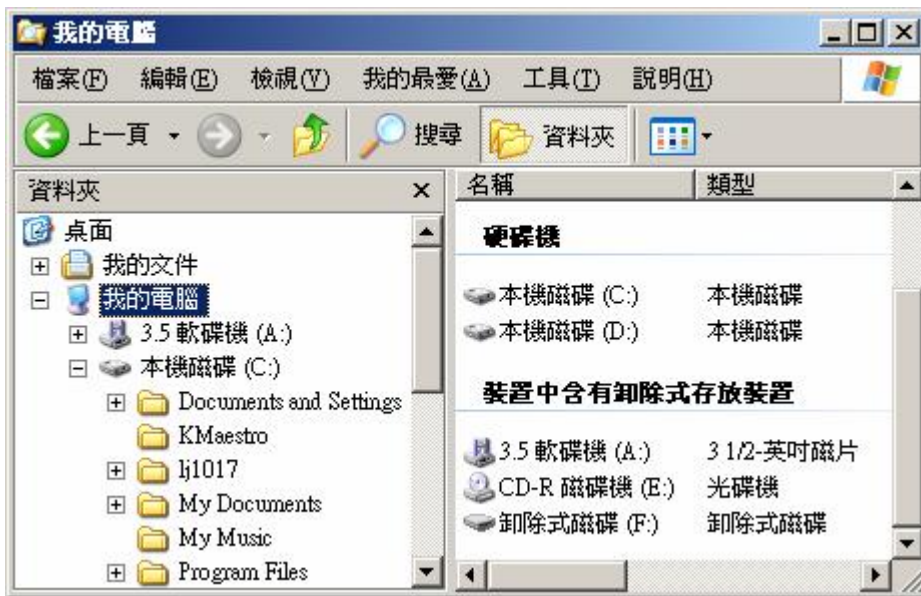 我的電腦
檔案(F) 編輯(E) 檢視(V) 我的最愛(A) 工具(T) 說明(H)
上一頁 搜尋 資料夾
資料夾
桌面
我的文件
我的電腦
3.5 軟碟機 (A:)
本機磁碟 (C:)
Documents and Settings
KMaestro
lj1017
My Documents
My Music
Program Files
名稱 類型
硬碟機
本機磁碟 (C:) 本機磁碟
本機磁碟 (D:) 本機磁碟
裝置中含有卸除式存放裝置
3.5 軟碟機 (A:) 3 1/2-英吋磁片
CD-R 磁碟機 (E:) 光碟機
卸除式磁碟 (F:) 卸除式磁碟